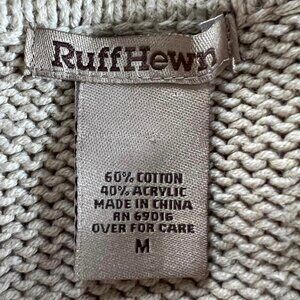 RuffHewn
60% COTTON
40% ACRYLIC
MADE IN CHINA
RN 69016
OVER FOR CARE
M